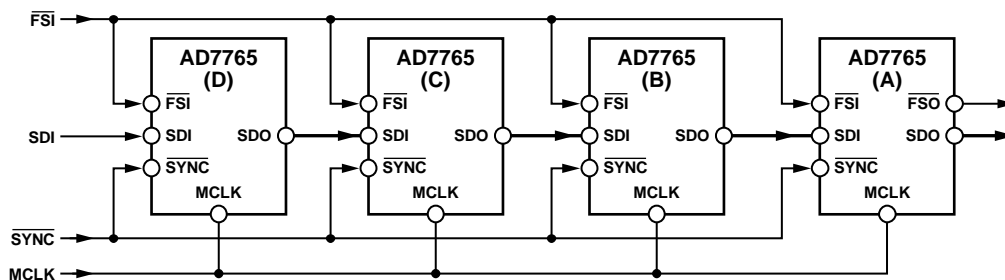 FSI
AD7765
(D)
AD7765
(C)
AD7765
(B)
AD7765
(A)
FSI
FSI
FSI
FSI
FSO
SDI
SDI
SDO
SDI
SDO
SDI
SDO
SDI
SDO
SYNC
SYNC
SYNC
SYNC
MCLK
MCLK
MCLK
MCLK
SYNC
MCLK